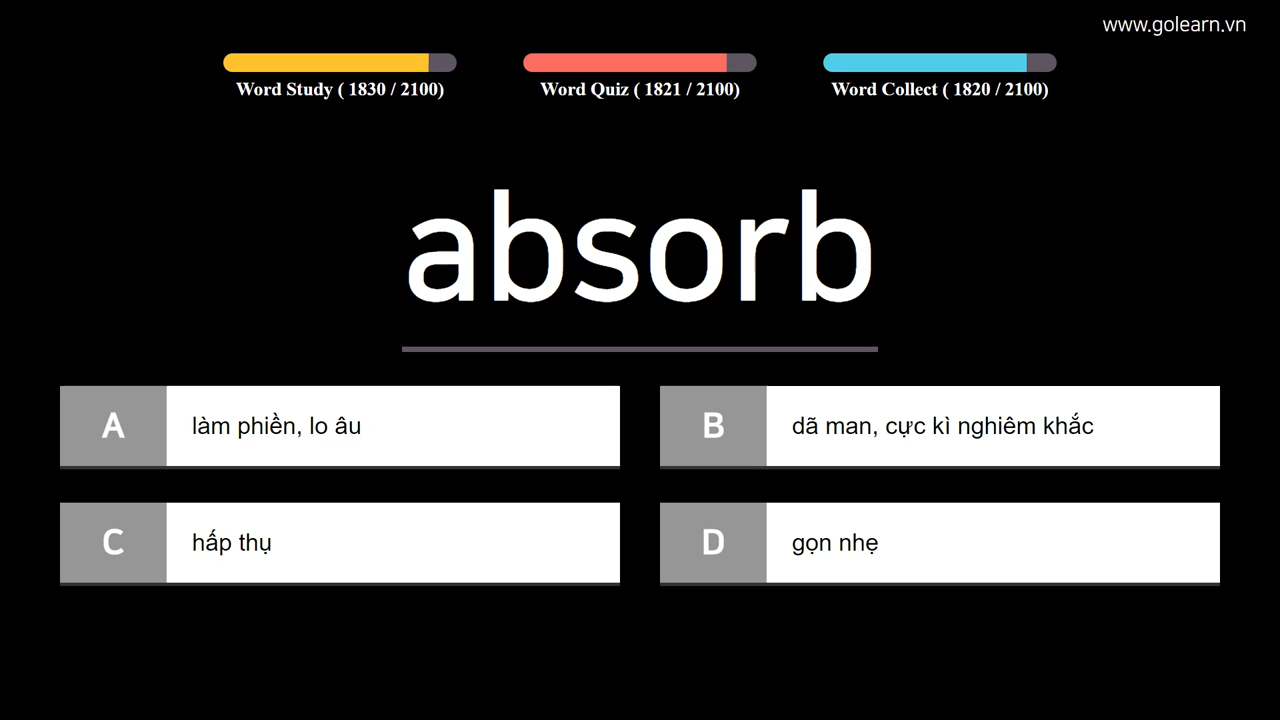 www.golearn.vn
Word Study ( 1830 / 2100)
Word Quiz ( 1821 / 2100)
Word Collect ( 1820 / 2100)
absorb
A làm phiền, lo âu
B dã man, cực kì nghiêm khắc
C hấp thụ
D gọn nhẹ